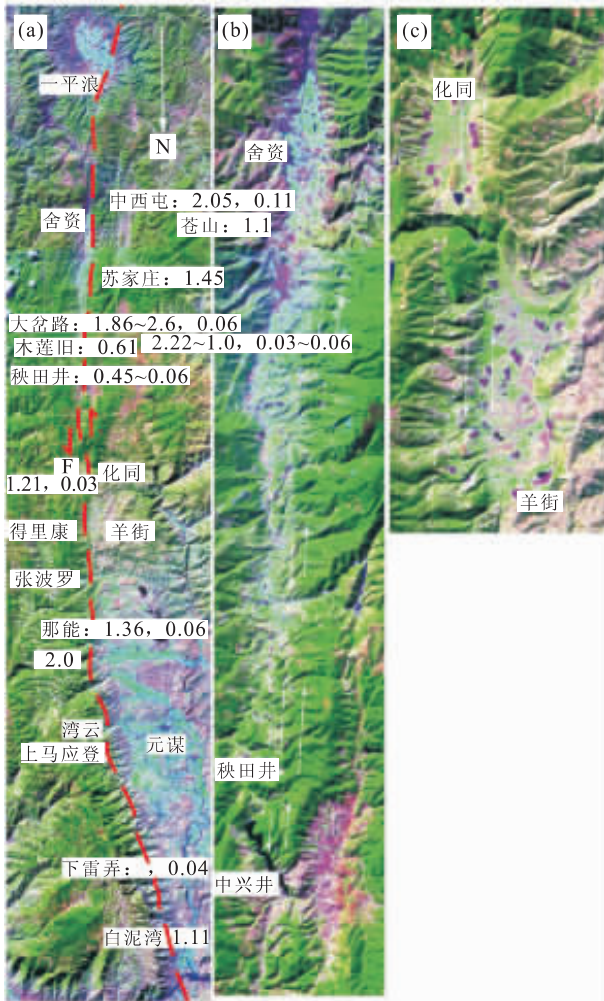 (a)
一平浪
N
舍资
中西屯：2.05，0.11
苍山：1.1
苏家庄：1.45
大岔路：1.86~2.6，0.06
木莲旧：0.61
2.22~1.0，0.03~0.06
秧田井：0.45~0.06
F
1.21，0.03
化同
得里康
羊街
张波罗
那能：1.36，0.06
2.0
湾云
上马应登
元谋
下雷弄：，0.04
白泥湾 1.11
(b)
舍资
秧田井
中兴井
(c)
化同
羊街